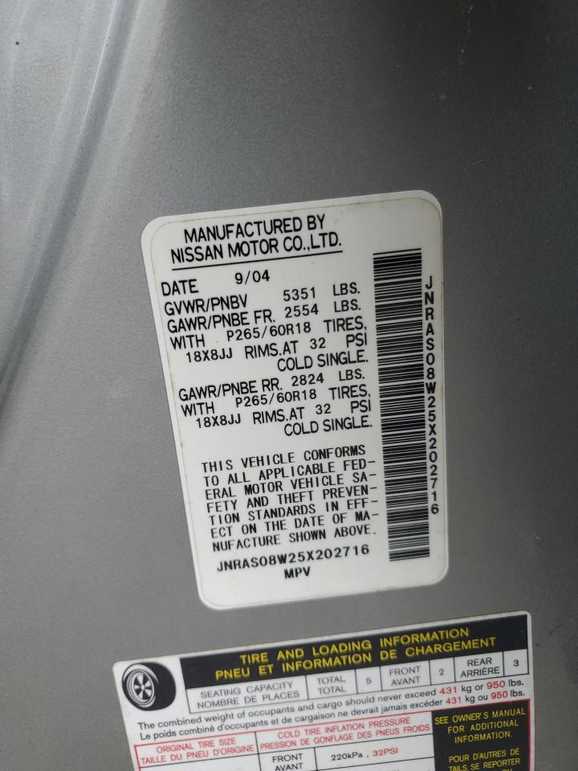 MANUFACTURED BY
NISSAN MOTOR CO.,LTD.
DATE 9/04
GVWR/PNBV 5351 LBS.
GAWR/PNBE FR. 2554 LBS.
WITH P265/60R18 TIRES,
18X8JJ RIMS.AT 32 PSI
COLD SINGLE.
GAWR/PNBE RR. 2824 LBS.
WITH P265/60R18 TIRES,
18X8JJ RIMS.AT 32 PSI
COLD SINGLE.
THIS VEHICLE CONFORMS
TO ALL APPLICABLE FED-
ERAL MOTOR VEHICLE SA-
FETY AND THEFT PREVEN-
TION STANDARDS IN EFF-
ECT ON THE DATE OF MA-
NUFACTURE SHOWN ABOVE.
JNRAS08W25X202716
MPV
JNRAS08W25X202716
TIRE AND LOADING INFORMATION
PNEU ET INFORMATION DE CHARGEMENT
SEATING CAPACITY TOTAL 5 FRONT 2 REAR 3
NOMBRE DE PLACES TOTAL AVANT ARRIÈRE
The combined weight of occupants and cargo should never exceed 431 kg or 950 lbs.
Le poids combiné d'occupants et de cargaison ne devrait jamais excéder 431 kg ou 950 lbs.
ORIGINAL TIRE SIZE
TAILLE DU PNEU D'ORIGINE
COLD TIRE INFLATION PRESSURE
PRESSION DE GONFLAGE DES PNEUS FROIDS
FRONT
AVANT
220kPa, 32PSI
SEE OWNER'S MANUAL
FOR ADDITIONAL
INFORMATION.
POUR D'AUTRES DE
TAILS, SE REPORTER